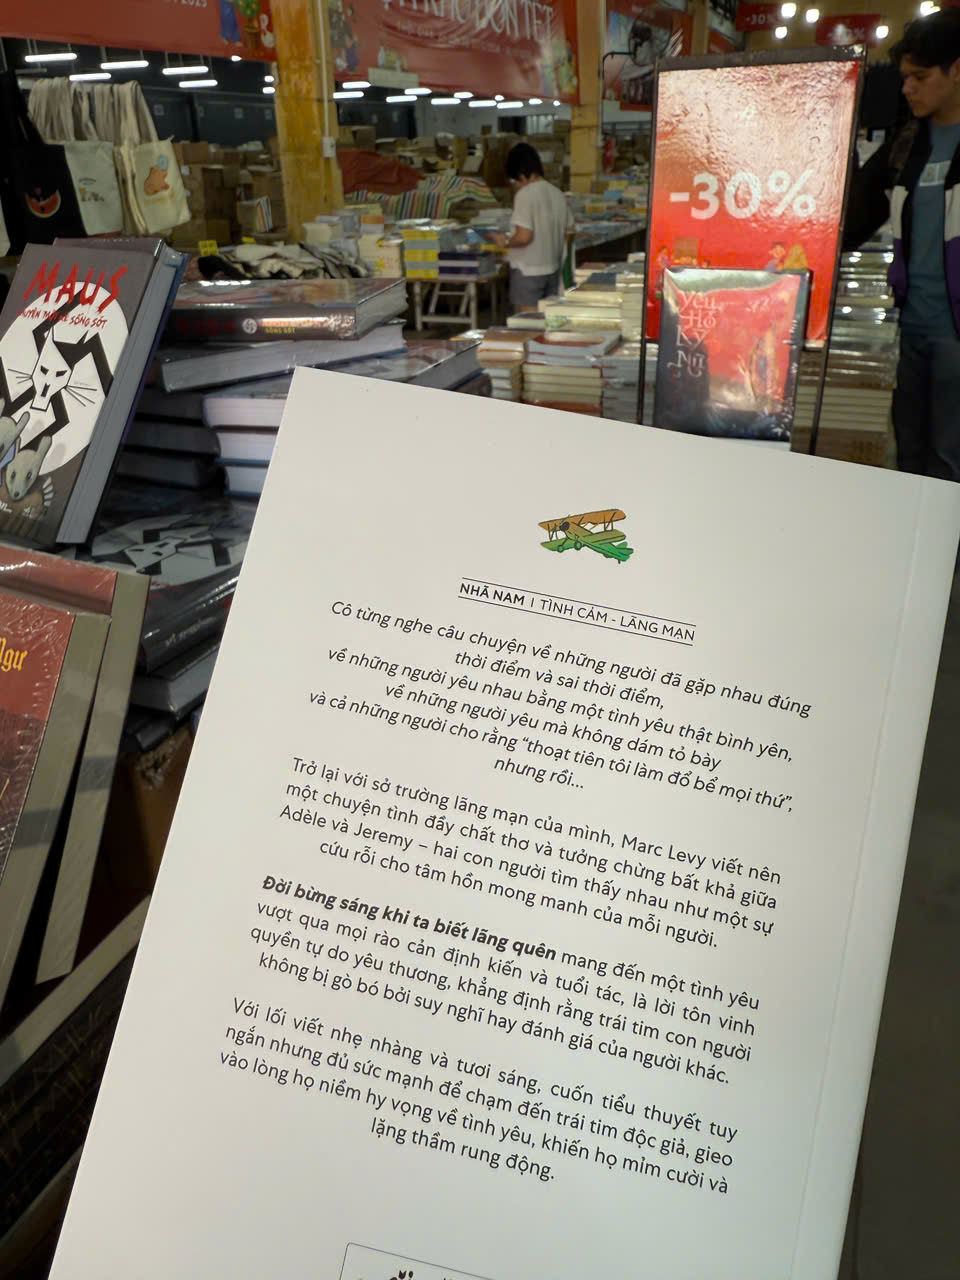 -30%
-30%
MAUS
SỐNG SÓT
Yêu
Thố
Kỳ
Nữ
NHÃ NAM | TÌNH CẢM - LÃNG MẠN
Cô từng nghe câu chuyện về những người đã gặp nhau đúng
thời điểm và sai thời điểm,
về những người yêu nhau bằng một tình yêu thật bình yên,
về những người yêu mà không dám tỏ bày
và cả những người cho rằng “thoạt tiên tôi làm đổ bể mọi thứ”,
nhưng rồi...
Trở lại với sở trường lãng mạn của mình, Marc Levy viết nên
một chuyện tình đầy chất thơ và tưởng chừng bất khả giữa
Adèle và Jeremy – hai con người tìm thấy nhau như một sự
cứu rỗi cho tâm hồn mong manh của mỗi người.
Đời bừng sáng khi ta biết lãng quên mang đến một tình yêu
vượt qua mọi rào cản định kiến và tuổi tác, là lời tôn vinh
quyền tự do yêu thương, khẳng định rằng trái tim con người
không bị gò bó bởi suy nghĩ hay đánh giá của người khác.
Với lối viết nhẹ nhàng và tươi sáng, cuốn tiểu thuyết tuy
ngắn nhưng đủ sức mạnh để chạm đến trái tim độc giả, gieo
vào lòng họ niềm hy vọng về tình yêu, khiến họ mỉm cười và
lặng thầm rung động.